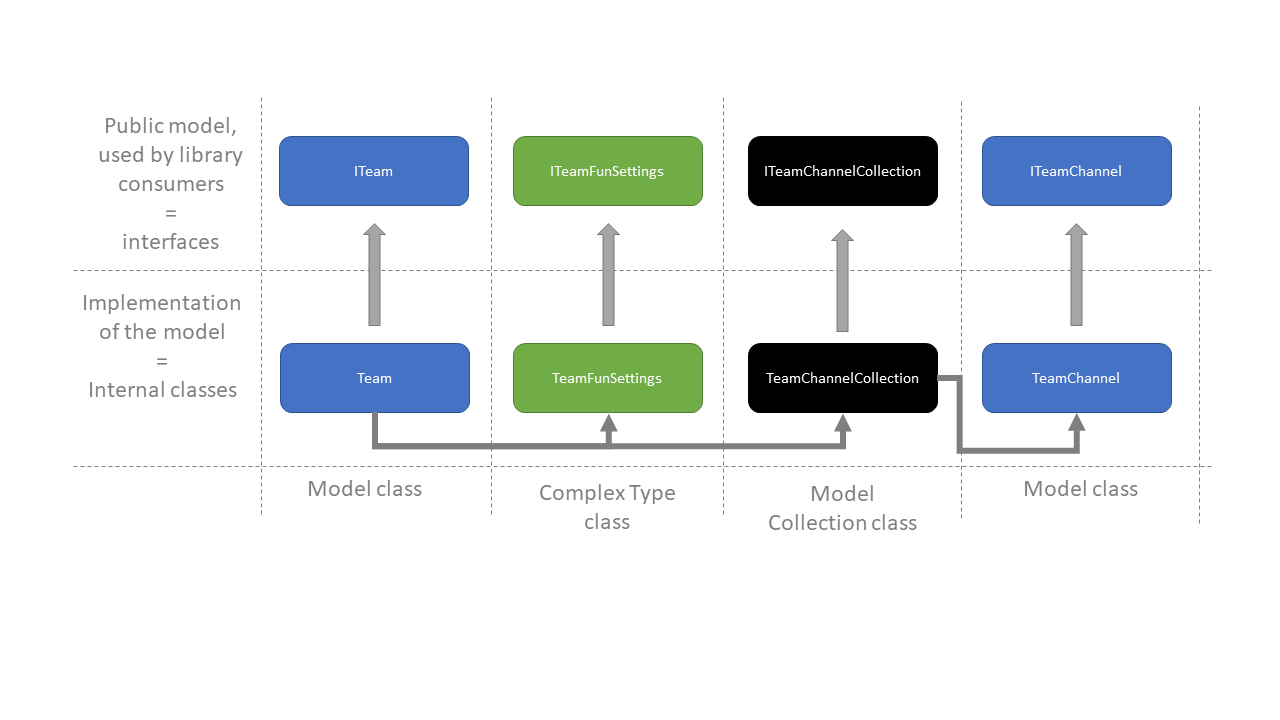 Public model,
used by library
consumers
=
interfaces
ITeam
ITeamFunSettings
ITeamChannelCollection
ITeamChannel
Implementation
of the model
=
Internal classes
Team
TeamFunSettings
TeamChannelCollection
TeamChannel
Model class
Complex Type
class
Model
Collection class
Model class